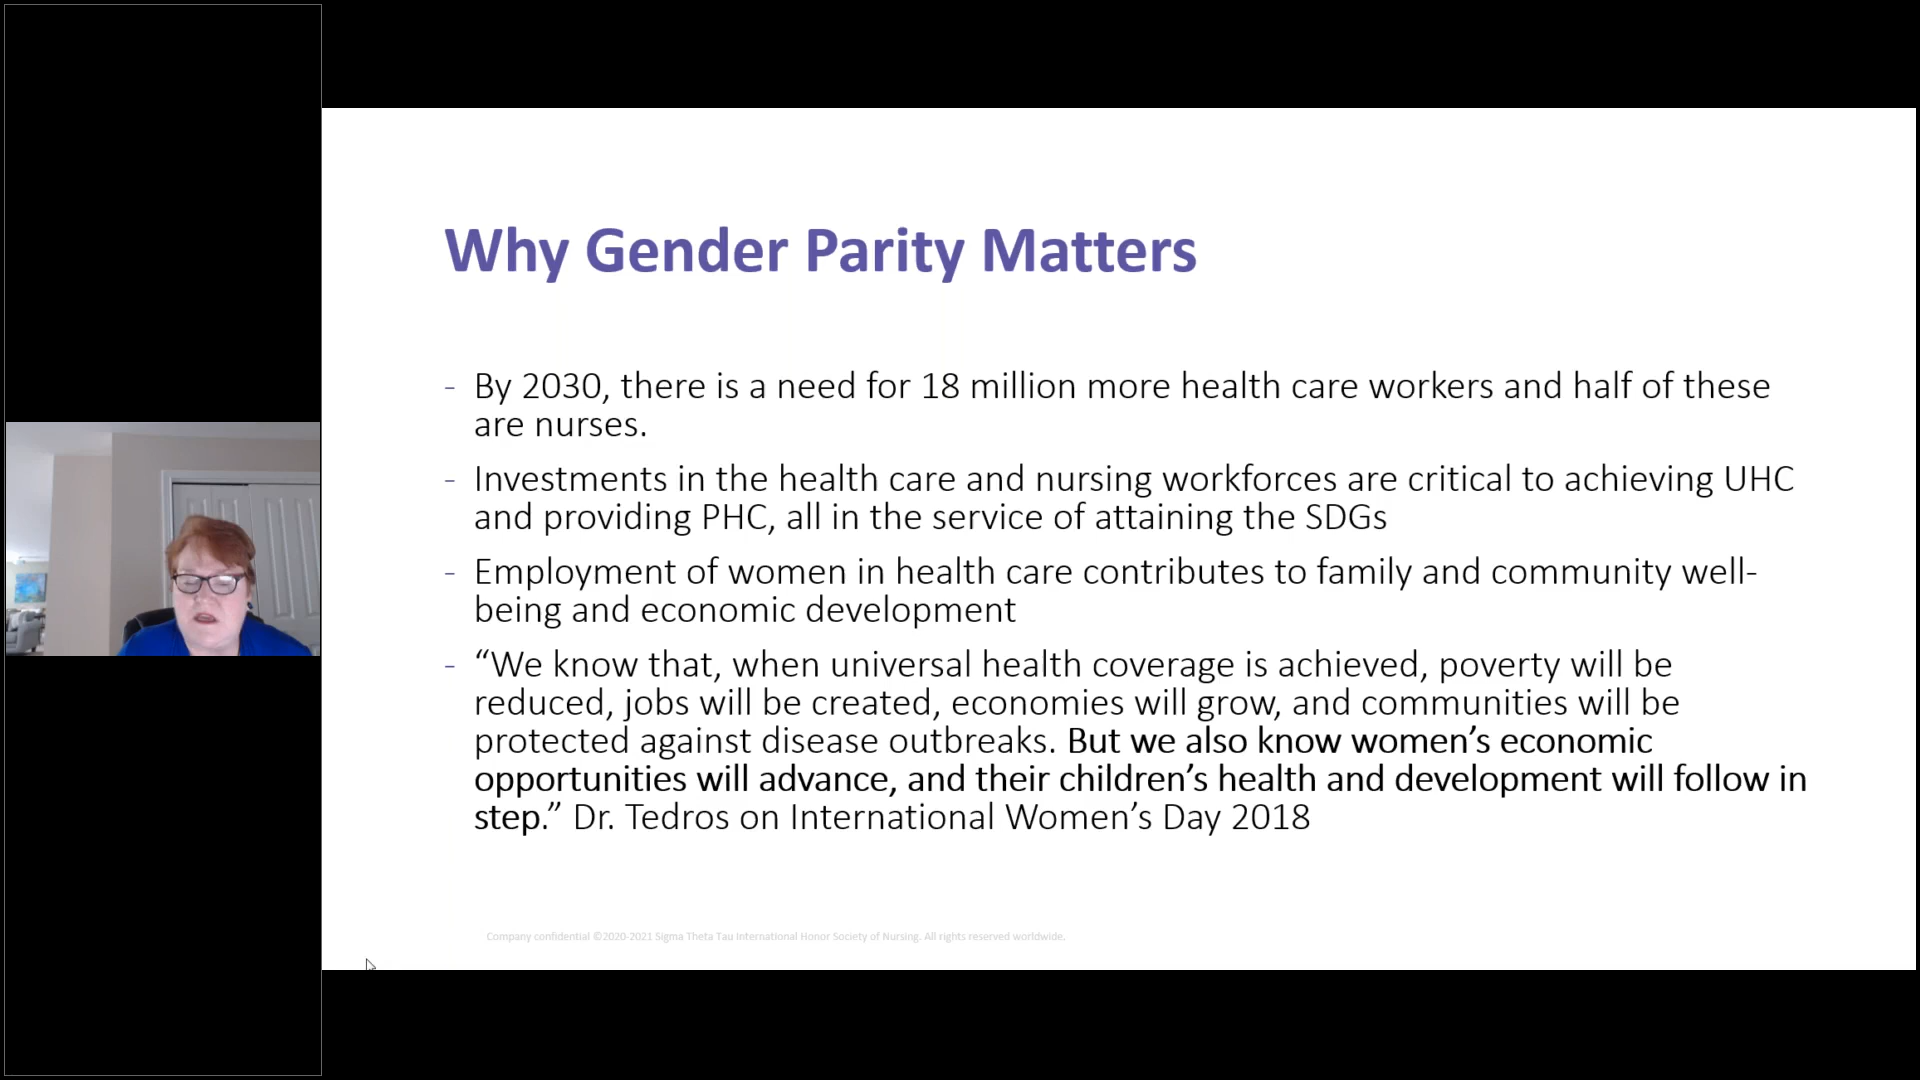 Why Gender Parity Matters
- By 2030, there is a need for 18 million more health care workers and half of these
are nurses.
- Investments in the health care and nursing workforces are critical to achieving UHC
and providing PHC, all in the service of attaining the SDGs
- Employment of women in health care contributes to family and community well-
being and economic development
- “We know that, when universal health coverage is achieved, poverty will be
reduced, jobs will be created, economies will grow, and communities will be
protected against disease outbreaks. But we also know women’s economic
opportunities will advance, and their children’s health and development will follow in
step.” Dr. Tedros on International Women’s Day 2018
Company confidential ©2020-2021 Sigma Theta Tau International Honor Society of Nursing. All rights reserved worldwide.